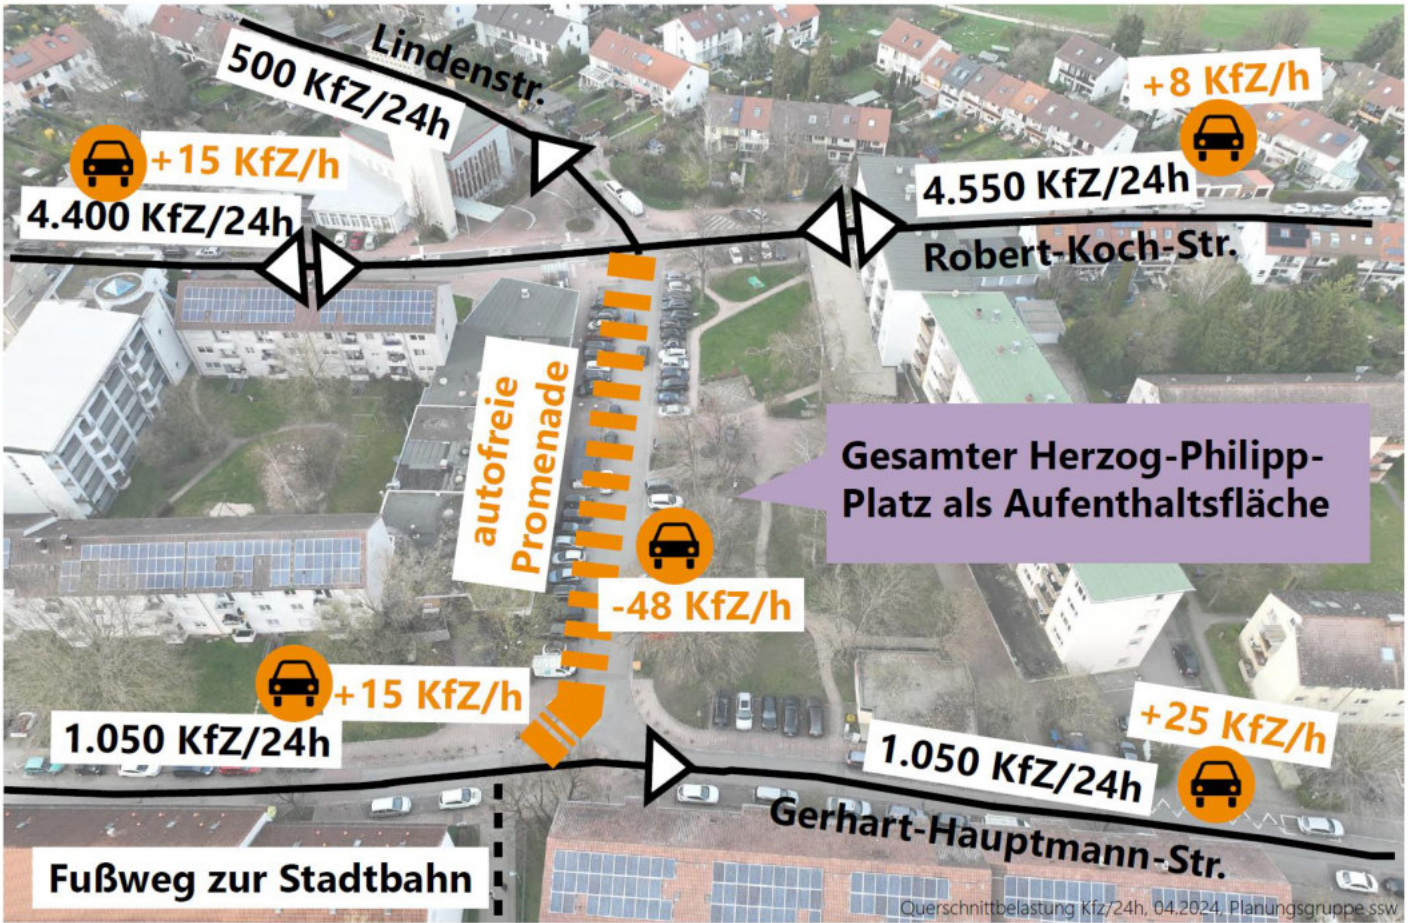 Lindenstr.
500 KfZ/24h
+8 KfZ/h
+15 KfZ/h
4.400 KfZ/24h
4.550 KfZ/24h
Robert-Koch-Str.
autofreie
Promenade
Gesamter Herzog-Philipp-
Platz als Aufenthaltsfläche
-48 KfZ/h
+15 KfZ/h
1.050 KfZ/24h
+25 KfZ/h
1.050 KfZ/24h
Gerhart-Hauptmann-Str.
Fußweg zur Stadtbahn
Querschnittbelastung Kfz/24h, 04.2024, Planungsgruppe ssw